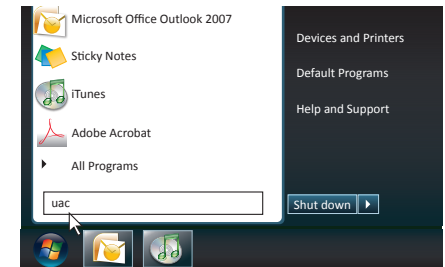 Microsoft Office Outlook 2007
Sticky Notes
iTunes
Adobe Acrobat
All Programs
uac
Devices and Printers
Default Programs
Help and Support
Shut down